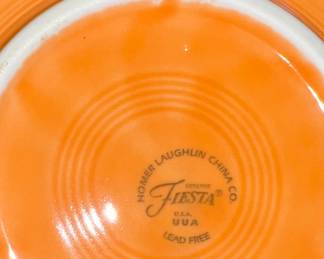 HOMER LAUGHLIN CHINA CO.
GENUINE
FIESTA®
U.S.A.
UUA
LEAD FREE